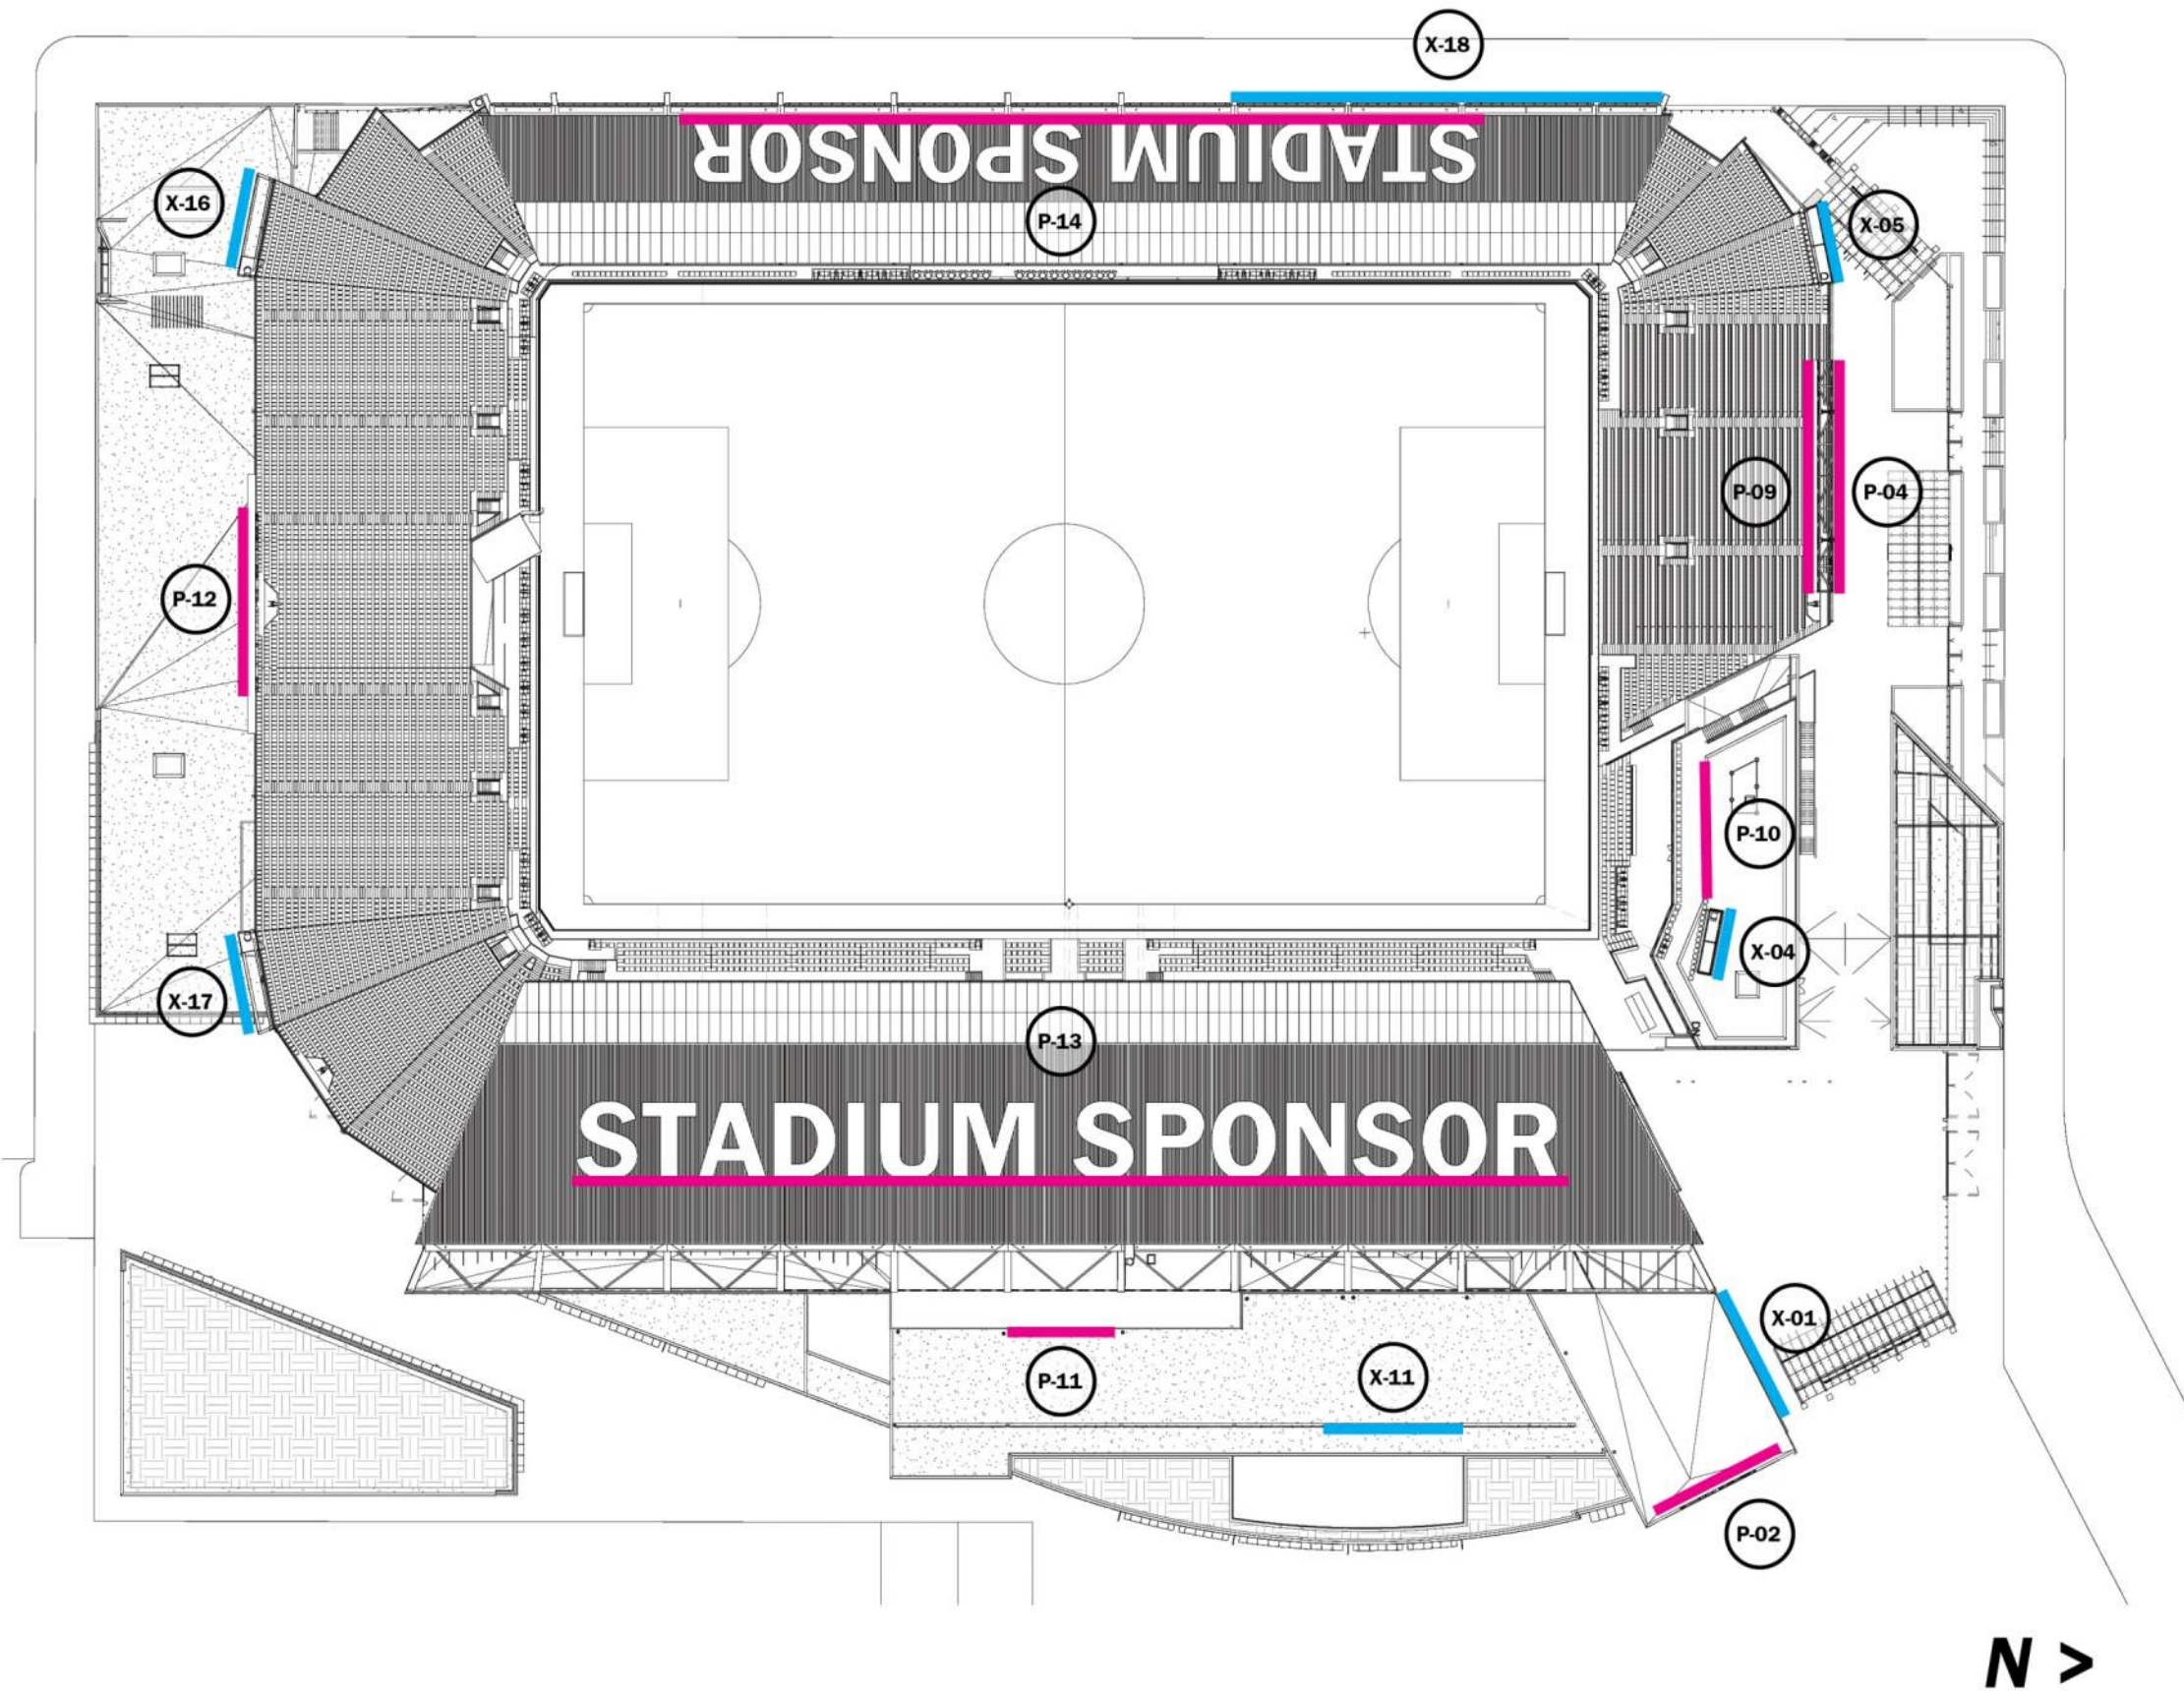 X-18
STADIUM SPONSOR
X-16
P-14
X-05
P-09
P-04
P-12
P-10
X-04
X-17
DN
P-13
STADIUM SPONSOR
X-01
P-11
X-11
P-02
N >